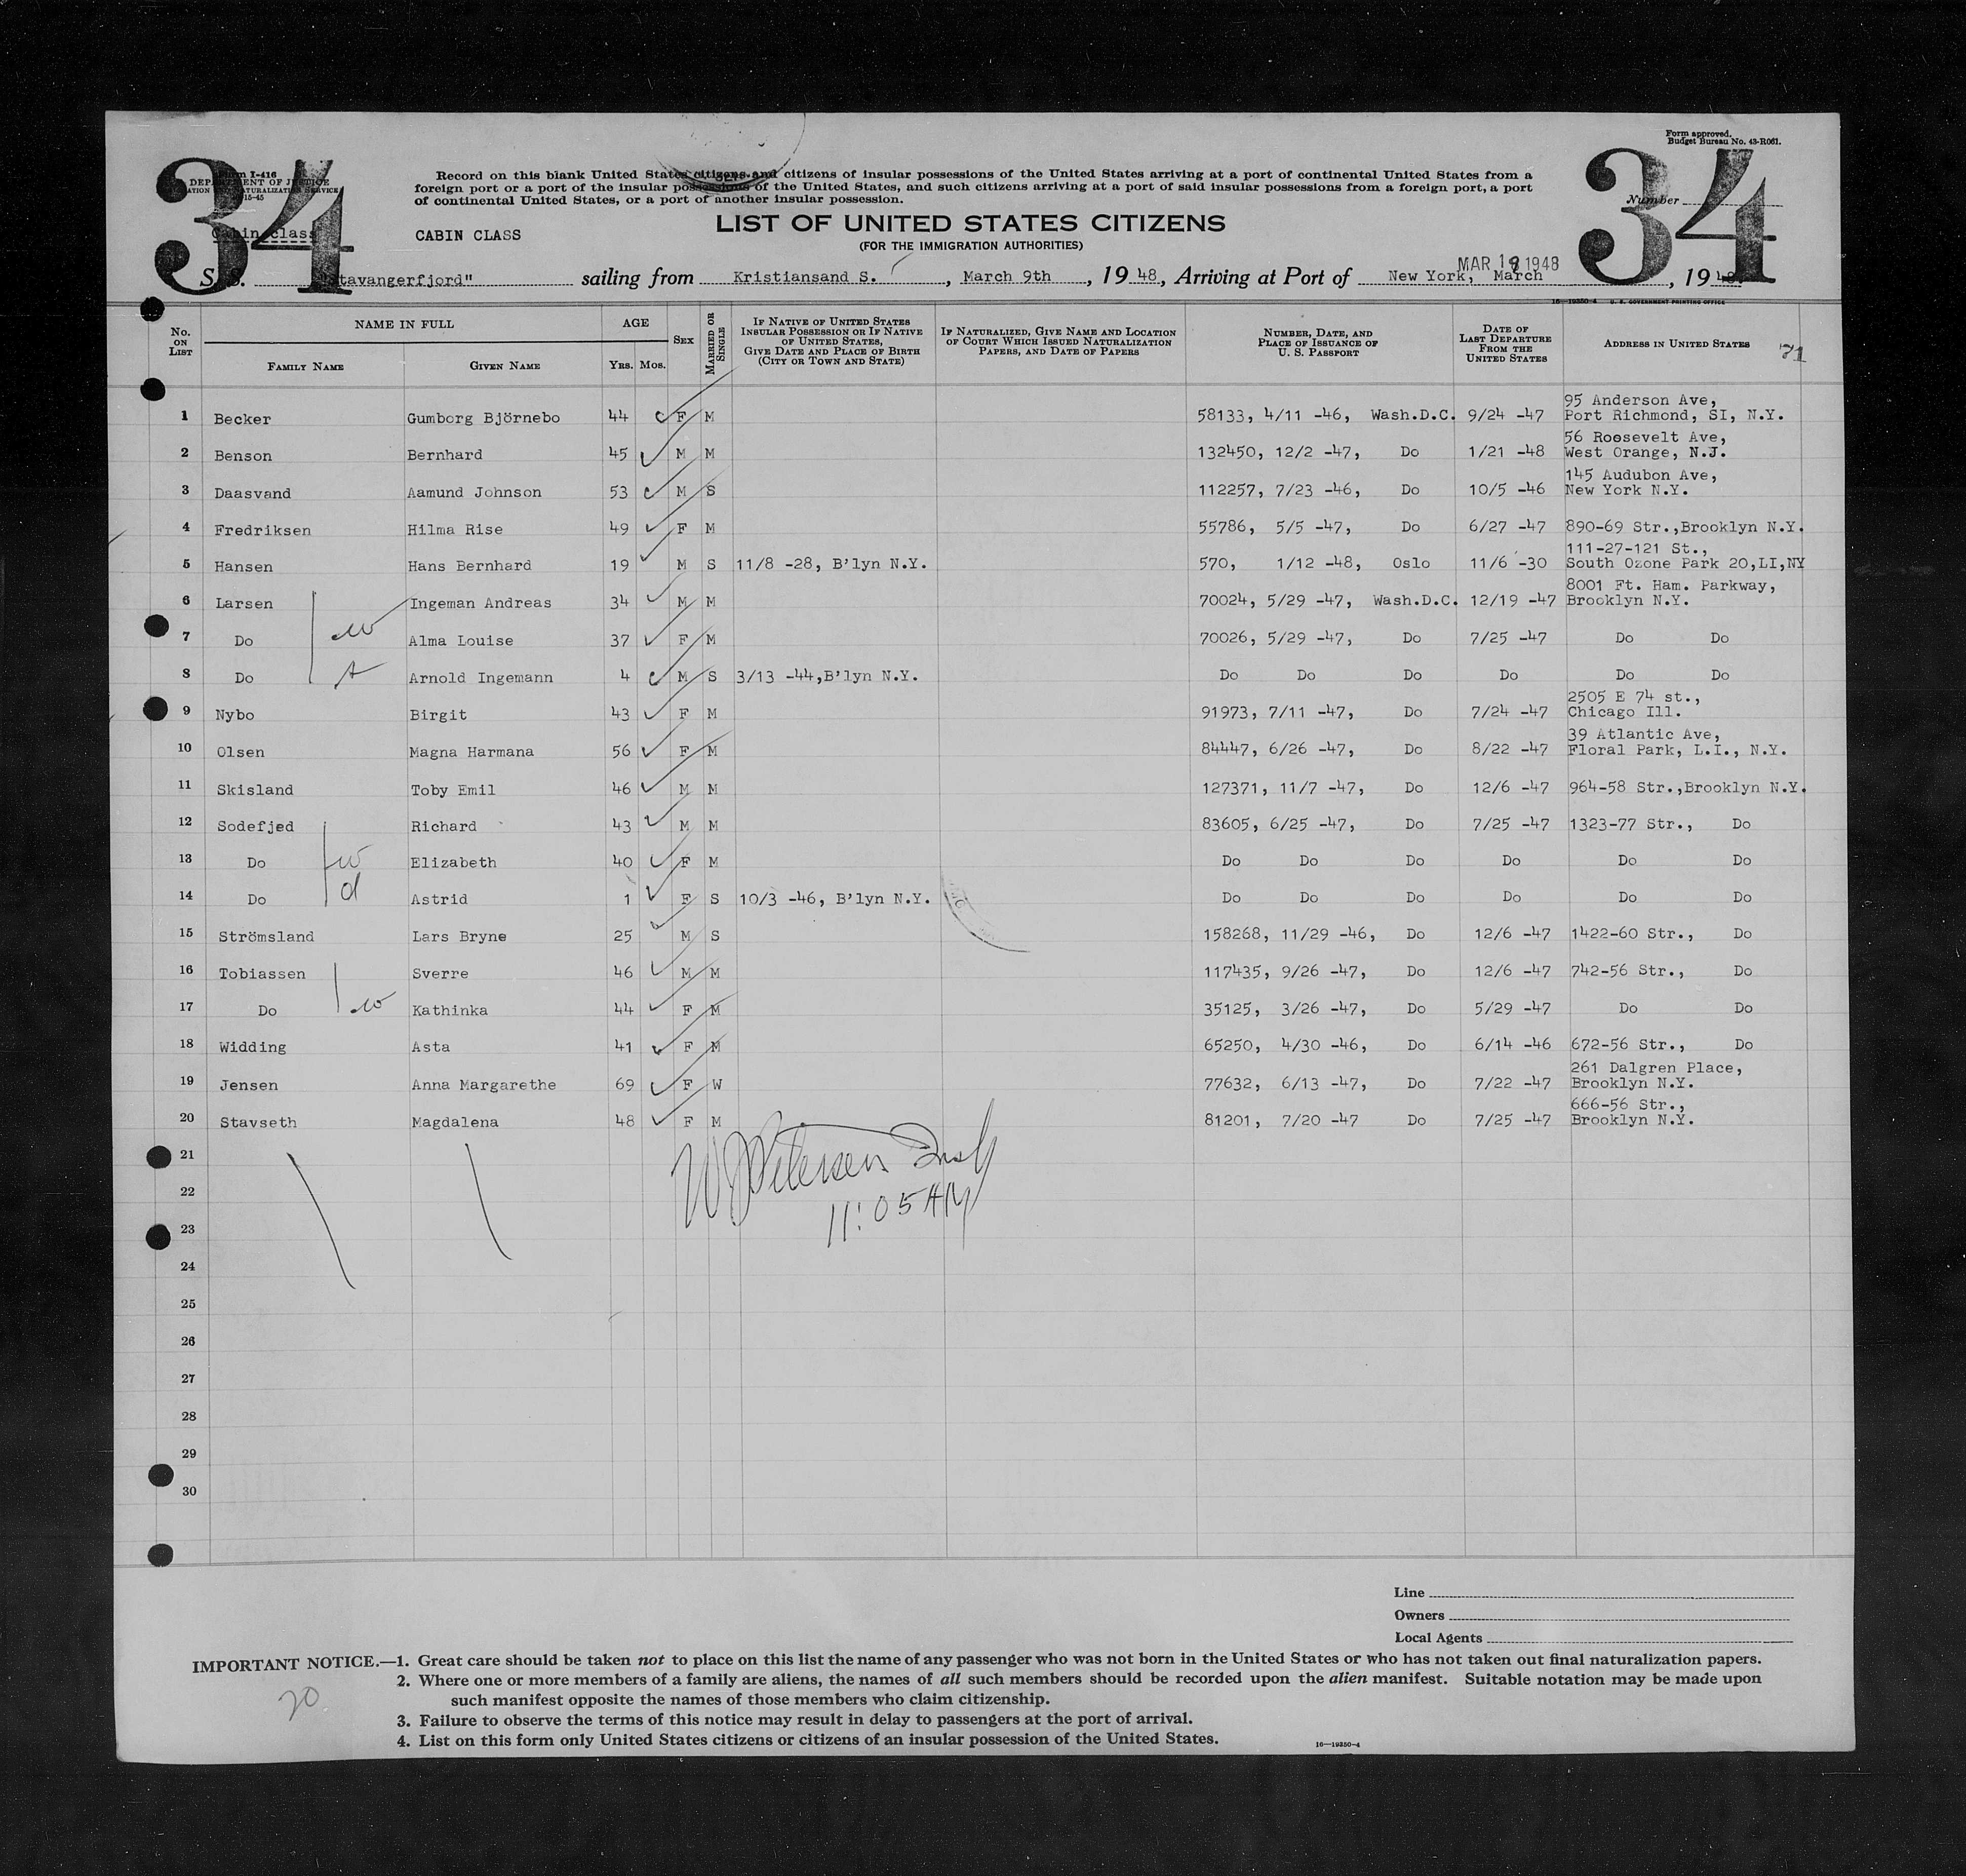 34
34
Form approved.
Budget Bureau No. 43-R061.
Form I-416
DEPARTMENT OF JUSTICE
Number
Cabin class
CABIN CLASS
Record on this blank United States citizens and citizens of insular possessions of the United States arriving at a port of continental United States from a
foreign port or a port of the insular possessions of the United States, and such citizens arriving at a port of said insular possessions from a foreign port, a port
of continental United States, or a port of another insular possession.
LIST OF UNITED STATES CITIZENS
(FOR THE IMMIGRATION AUTHORITIES)
MAR 19 1948
S. S. "Stavangerfjord" sailing from Kristiansand S. , March 9th , 19 48, Arriving at Port of New York, March , 19 48.
16—19350-4 U. S. GOVERNMENT PRINTING OFFICE
No. on List
NAME IN FULL
Family Name
Given Name
AGE
Yrs. Mos.
Sex
Married or Single
If Native of United States Insular Possession or If Native of United States, Give Date and Place of Birth (City or Town and State)
If Naturalized, Give Name and Location of Court Which Issued Naturalization Papers, and Date of Papers
Number, Date, and Place of Issuance of U. S. Passport
Date of Last Departure From the United States
Address in United States
71
1 Becker Gumborg Björnebo 44 F M 58133, 4/11 -46, Wash.D.C. 9/24 -47 95 Anderson Ave, Port Richmond, SI, N.Y.
2 Benson Bernhard 45 M M 132450, 12/2 -47, Do 1/21 -48 56 Roosevelt Ave, West Orange, N.J.
3 Daasvand Aamund Johnson 53 M S 112257, 7/23 -46, Do 10/5 -46 145 Audubon Ave, New York N.Y.
4 Fredriksen Hilma Rise 49 F M 55786, 5/5 -47, Do 6/27 -47 890-69 Str.,Brooklyn N.Y.
5 Hansen Hans Bernhard 19 M S 11/8 -28, B'lyn N.Y. 570, 1/12 -48, Oslo 11/6 -30 111-27-121 St., South Ozone Park 20,LI,NY
6 Larsen Ingeman Andreas 34 M M 70024, 5/29 -47, Wash.D.C. 12/19 -47 8001 Ft. Ham. Parkway, Brooklyn N.Y.
7 Do w Alma Louise 37 F M 70026, 5/29 -47, Do 7/25 -47 Do Do
8 Do s Arnold Ingemann 4 M S 3/13 -44,B'lyn N.Y. Do Do Do Do Do Do
9 Nybo Birgit 43 F M 91973, 7/11 -47, Do 7/24 -47 2505 E 74 st., Chicago Ill.
10 Olsen Magna Harmana 56 F M 84447, 6/26 -47, Do 8/22 -47 39 Atlantic Ave, Floral Park, L.I., N.Y.
11 Skisland Toby Emil 46 M M 127371, 11/7 -47, Do 12/6 -47 964-58 Str.,Brooklyn N.Y.
12 Sodefjed Richard 43 M M 83605, 6/25 -47, Do 7/25 -47 1323-77 Str., Do
13 Do w Elizabeth 40 F M Do Do Do Do Do Do
14 Do d Astrid 1 F S 10/3 -46, B'lyn N.Y. Do Do Do Do Do Do
15 Strömsland Lars Bryne 25 M S 158268, 11/29 -46, Do 12/6 -47 1422-60 Str., Do
16 Tobiassen Sverre 46 M M 117435, 9/26 -47, Do 12/6 -47 742-56 Str., Do
17 Do w Kathinka 44 F M 35125, 3/26 -47, Do 5/29 -47 Do Do
18 Widding Asta 41 F M 65250, 4/30 -46, Do 6/14 -46 672-56 Str., Do
19 Jensen Anna Margarethe 69 F W 77632, 6/13 -47, Do 7/22 -47 261 Dalgren Place, Brooklyn N.Y.
20 Stavseth Magdalena 48 F M 81201, 7/20 -47 Do 7/25 -47 666-56 Str., Brooklyn N.Y.
21
22
23
24
25
26
27
28
29
30
Petersen
11:05 AM
Line
Owners
Local Agents
IMPORTANT NOTICE.—1. Great care should be taken not to place on this list the name of any passenger who was not born in the United States or who has not taken out final naturalization papers.
2. Where one or more members of a family are aliens, the names of all such members should be recorded upon the alien manifest. Suitable notation may be made upon
such manifest opposite the names of those members who claim citizenship.
3. Failure to observe the terms of this notice may result in delay to passengers at the port of arrival.
4. List on this form only United States citizens or citizens of an insular possession of the United States.
16—19350-4
20